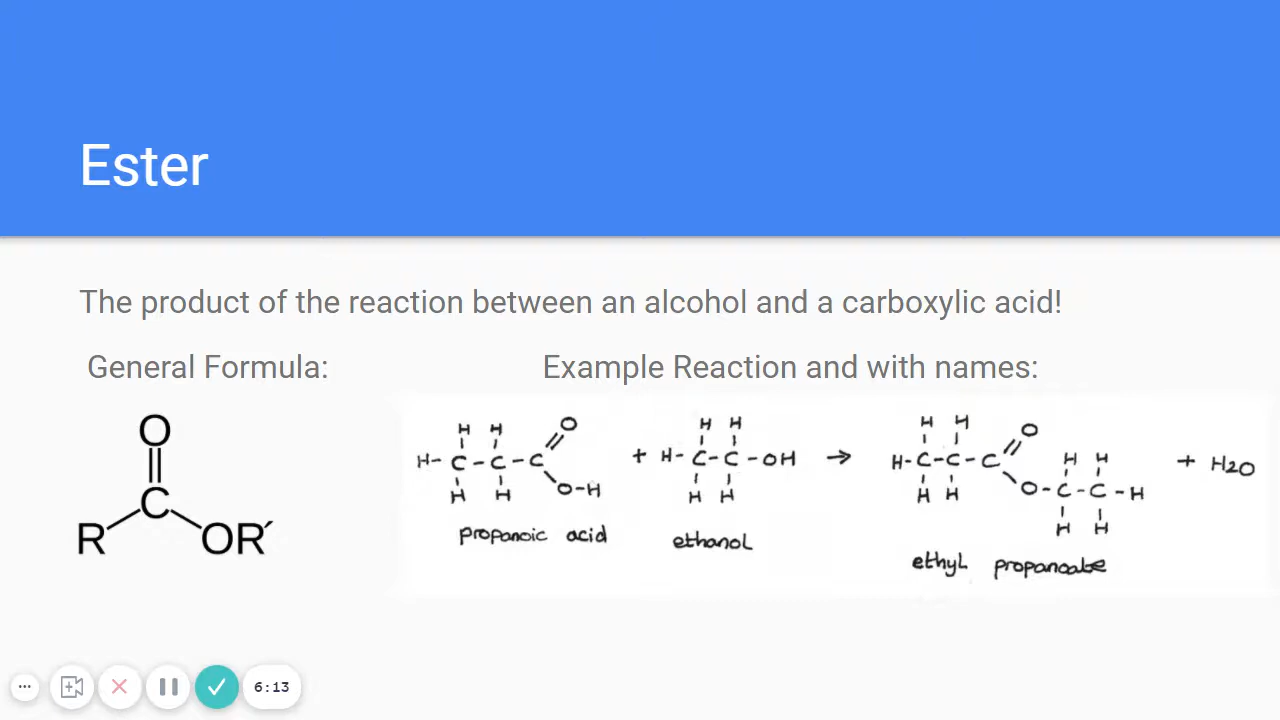 Ester
The product of the reaction between an alcohol and a carboxylic acid!
General Formula:
Example Reaction and with names:
O
C
R OR´
H H O
H- C - C - C
H H O-H
propanoic acid
+
H H
H- C - C - OH
H H
ethanol
→
H H O
H- C - C - C
H H O - C - C - H
H H
H H
ethyl propanoate
+ H2O
... 6:13